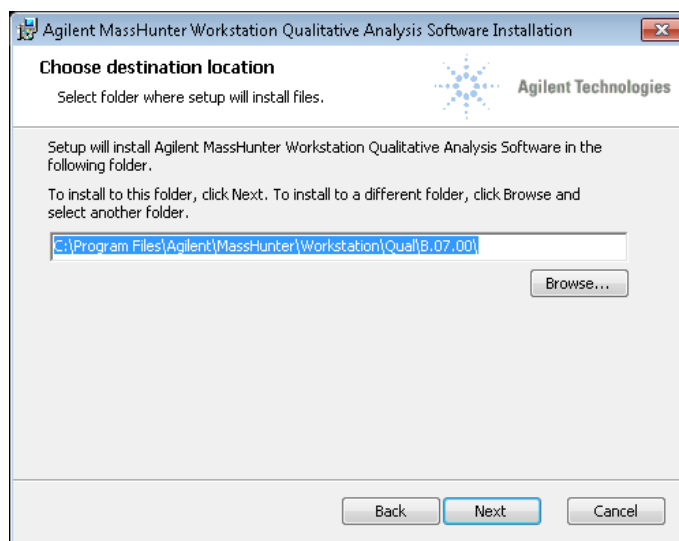 Agilent MassHunter Workstation Qualitative Analysis Software Installation
Choose destination location
Select folder where setup will install files.
Agilent Technologies
Setup will install Agilent MassHunter Workstation Qualitative Analysis Software in the
following folder.
To install to this folder, click Next. To install to a different folder, click Browse and
select another folder.
C:\Program Files\Agilent\MassHunter\Workstation\Qual\B.07.00\
Browse...
Back
Next
Cancel